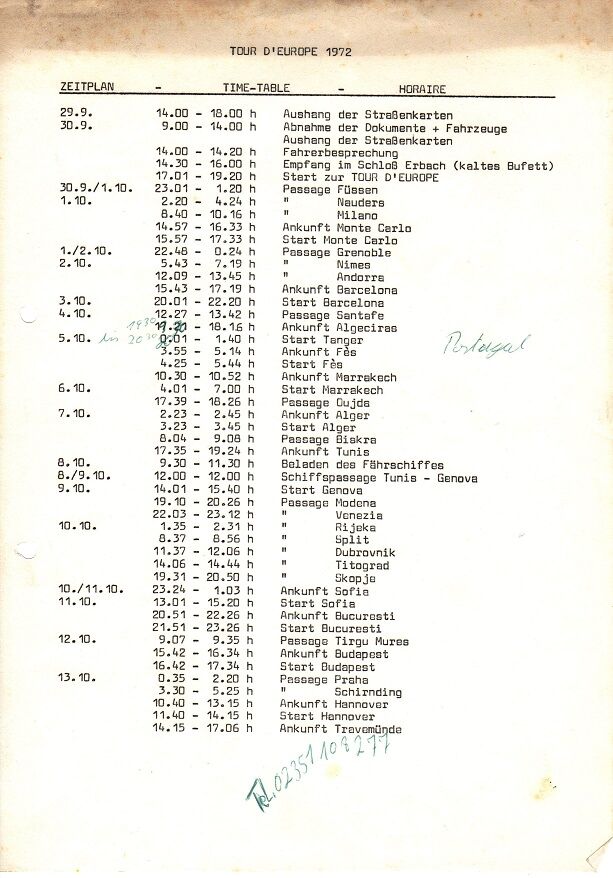 TOUR D'EUROPE 1972
ZEITPLAN - TIME-TABLE - HORAIRE
29.9. 14.00 - 18.00 h Aushang der Straßenkarten
30.9. 9.00 - 14.00 h Abnahme der Dokumente + Fahrzeuge
Aushang der Straßenkarten
14.00 - 14.20 h Fahrerbesprechung
14.30 - 16.00 h Empfang im Schloß Erbach (kaltes Bufett)
17.01 - 19.20 h Start zur TOUR D'EUROPE
30.9./1.10. 23.01 - 1.20 h Passage Füssen
1.10. 2.20 - 4.24 h " Nauders
8.40 - 10.16 h " Milano
14.57 - 16.33 h Ankunft Monte Carlo
15.57 - 17.33 h Start Monte Carlo
1./2.10. 22.48 - 0.24 h Passage Grenoble
2.10. 5.43 - 7.19 h " Nimes
12.09 - 13.45 h " Andorra
15.43 - 17.19 h Ankunft Barcelona
3.10. 20.01 - 22.20 h Start Barcelona
4.10. 12.27 - 13.42 h Passage Santafe
18.16 h Ankunft Algeciras
5.10. bis 1.40 h Start Tanger Portugal
3.55 - 5.14 h Ankunft Fès
4.25 - 5.44 h Start Fès
10.30 - 10.52 h Ankunft Marrakech
6.10. 4.01 - 7.00 h Start Marrakech
17.39 - 18.26 h Passage Oujda
7.10. 2.23 - 2.45 h Ankunft Alger
3.23 - 3.45 h Start Alger
8.04 - 9.08 h Passage Biskra
17.35 - 19.24 h Ankunft Tunis
8.10. 9.30 - 11.30 h Beladen des Fährschiffes
8./9.10. 12.00 - 12.00 h Schiffspassage Tunis - Genova
9.10. 14.01 - 15.40 h Start Genova
19.10 - 20.26 h Passage Modena
22.03 - 23.12 h " Venezia
10.10. 1.35 - 2.31 h " Rijeka
8.37 - 8.56 h " Split
11.37 - 12.06 h " Dubrovnik
14.06 - 14.44 h " Titograd
19.31 - 20.50 h " Skopje
10./11.10. 23.24 - 1.03 h Ankunft Sofia
11.10. 13.01 - 15.20 h Start Sofia
20.51 - 22.26 h Ankunft Bucuresti
21.51 - 23.26 h Start Bucuresti
12.10. 9.07 - 9.35 h Passage Tirgu Mures
15.42 - 16.34 h Ankunft Budapest
16.42 - 17.34 h Start Budapest
13.10. 0.35 - 2.20 h Passage Praha
3.30 - 5.25 h " Schirnding
10.40 - 13.15 h Ankunft Hannover
11.40 - 14.15 h Start Hannover
14.15 - 17.06 h Ankunft Travemünde
Tel. 02351108277